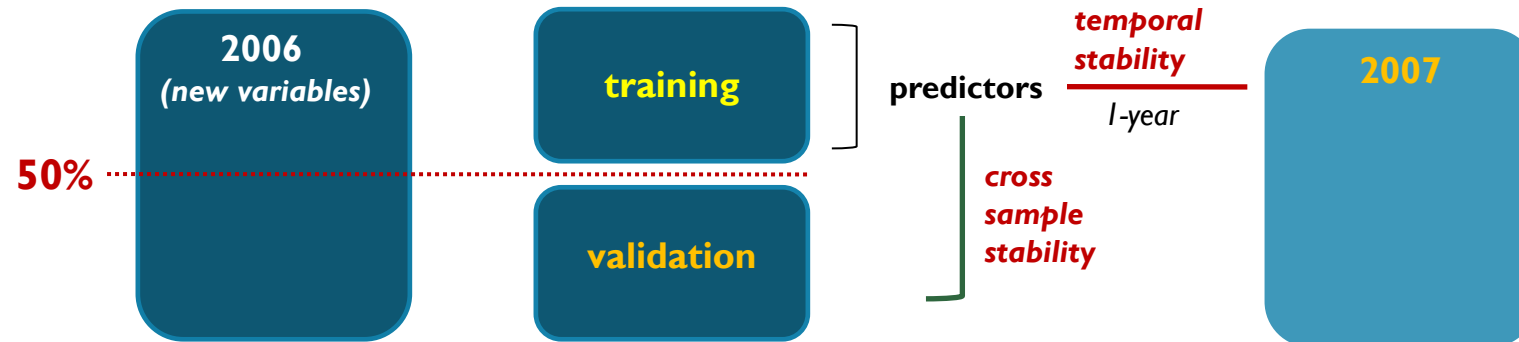 2006
(new variables)
50%
training
validation
predictors
temporal
stability
1-year
cross
sample
stability
2007